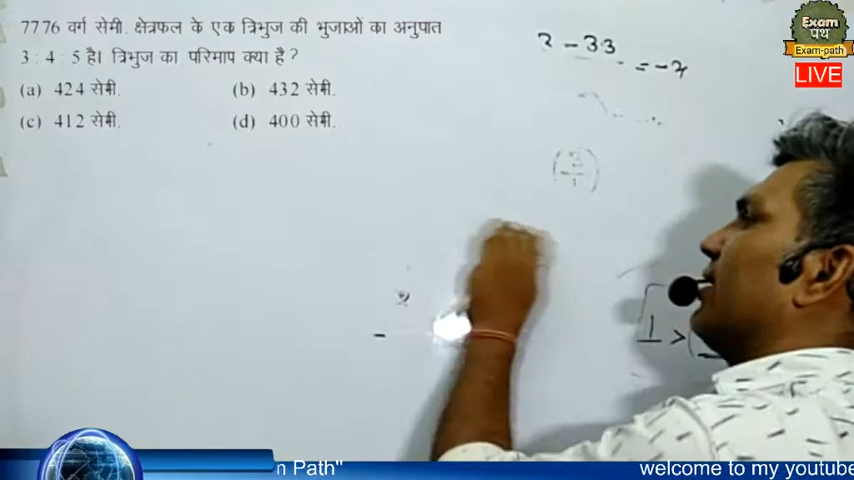 7776 वर्ग सेमी. क्षेत्रफल के एक त्रिभुज की भुजाओं का अनुपात
3 : 4 : 5 है। त्रिभुज का परिमाप क्या है ?
(a) 424 सेमी. (b) 432 सेमी.
(c) 412 सेमी. (d) 400 सेमी.
Exam
पथ
Exam-path
LIVE
n Path"
welcome to my youtube